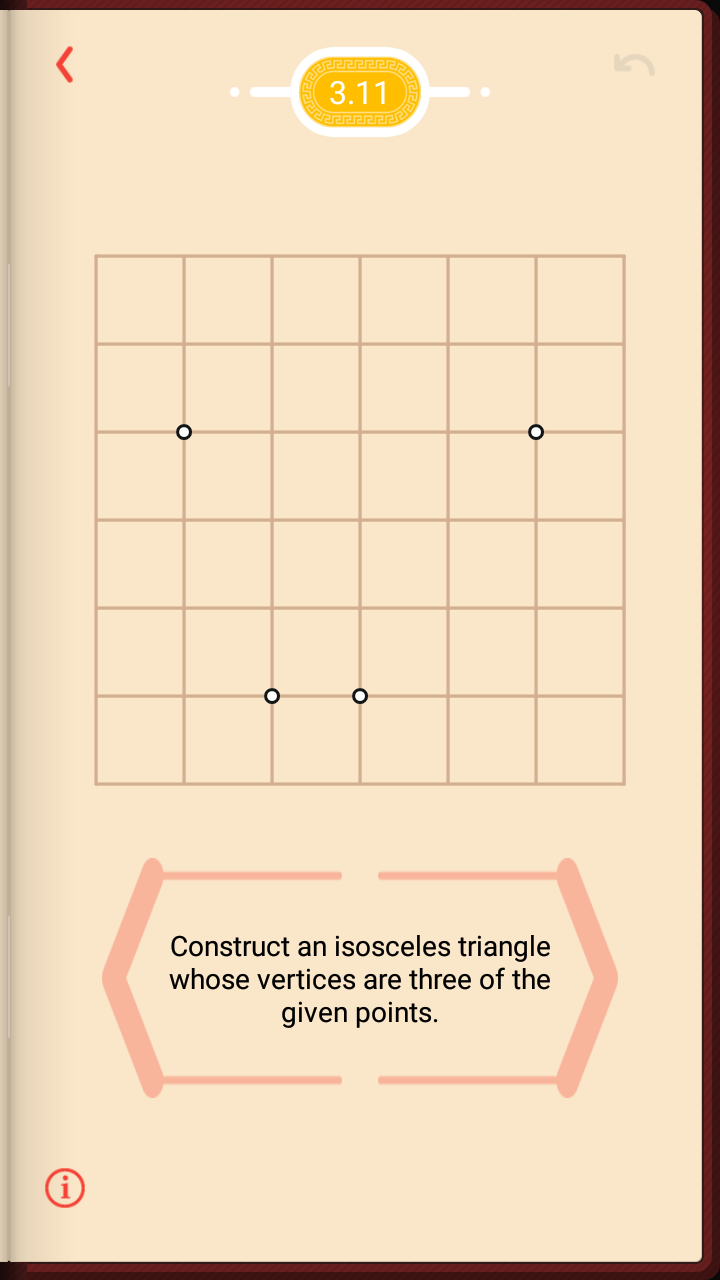 3.11
Construct an isosceles triangle
whose vertices are three of the
given points.
i